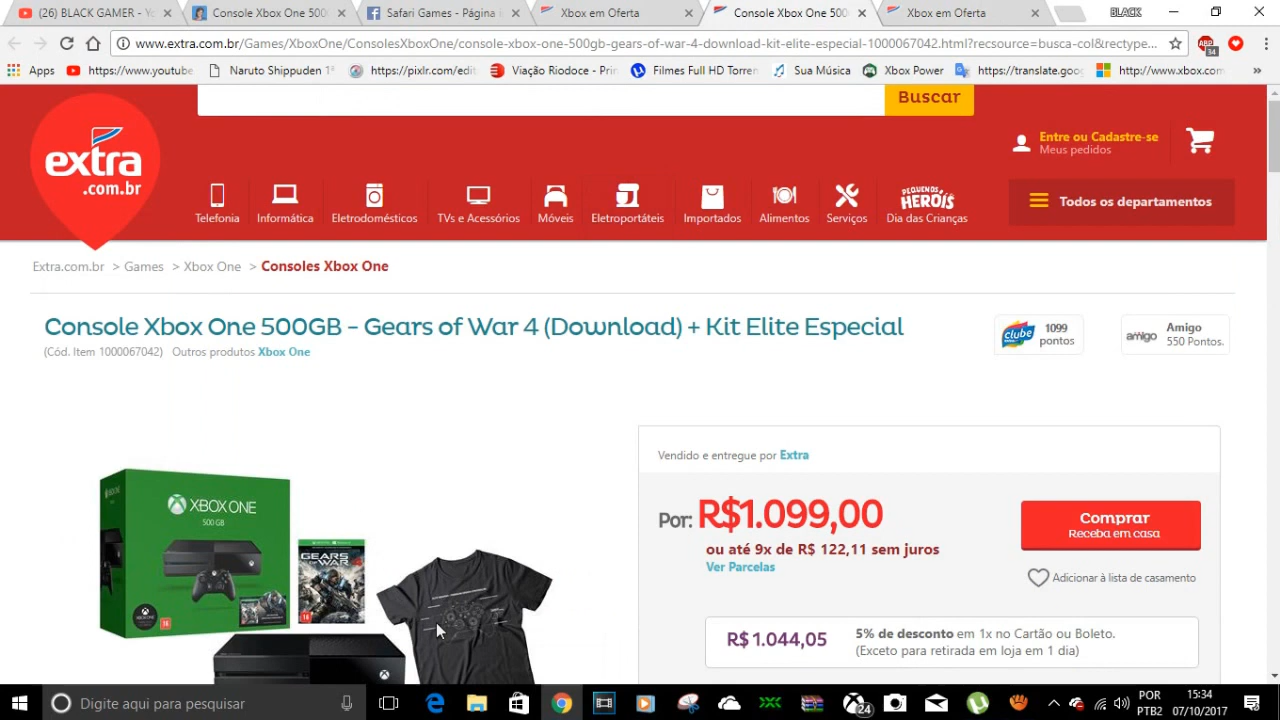 (26) BLACK GAMER - Yo
Console Xbox One 500
Safari Games - Página i
Xbox em Oferta
Console Xbox One 500
Xbox em Oferta
BLACK
www.extra.com.br/Games/XboxOne/ConsolesXboxOne/console-xbox-one-500gb-gears-of-war-4-download-kit-elite-especial-1000067042.html?recsource=busca-col&rectype...
ABP
34
Apps
https://www.youtube.
Naruto Shippuden 1ª
https://pixlr.com/edit
Viação Riodoce - Prin
Filmes Full HD Torren
Sua Música
Xbox Power
https://translate.goog
http://www.xbox.com
»
Buscar
extra
.com.br
Entre ou Cadastre-se
Meus pedidos
Telefonia
Informática
Eletrodomésticos
TVs e Acessórios
Móveis
Eletroportáteis
Importados
Alimentos
Serviços
PEQUENOS HERÓIS
Dia das Crianças
Todos os departamentos
Extra.com.br > Games > Xbox One > Consoles Xbox One
Console Xbox One 500GB - Gears of War 4 (Download) + Kit Elite Especial
(Cód. Item 1000067042) Outros produtos Xbox One
clube
1099
pontos
amigo
Amigo
550 Pontos.
Vendido e entregue por Extra
XBOX ONE
500 GB
GEARS
OF WAR
Por: R$1.099,00
ou até 9x de R$ 122,11 sem juros
Ver Parcelas
Comprar
Receba em casa
Adicionar à lista de casamento
R$ 1.044,05
5% de desconto em 1x no Cartão ou Boleto.
(Exceto para retirada em loja em 1 dia)
Digite aqui para pesquisar
24
POR
PTB2
15:34
07/10/2017